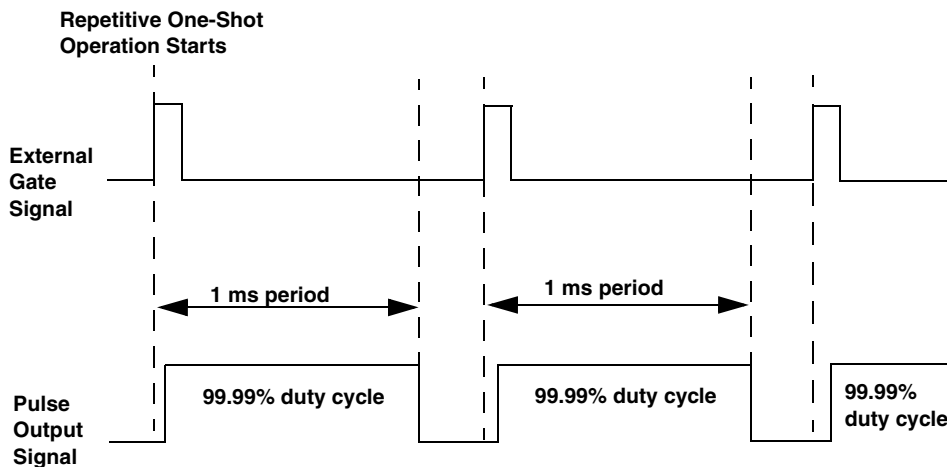 Repetitive One-Shot
Operation Starts
External
Gate
Signal
1 ms period
1 ms period
Pulse
Output
Signal
99.99% duty cycle
99.99% duty cycle
99.99%
duty cycle